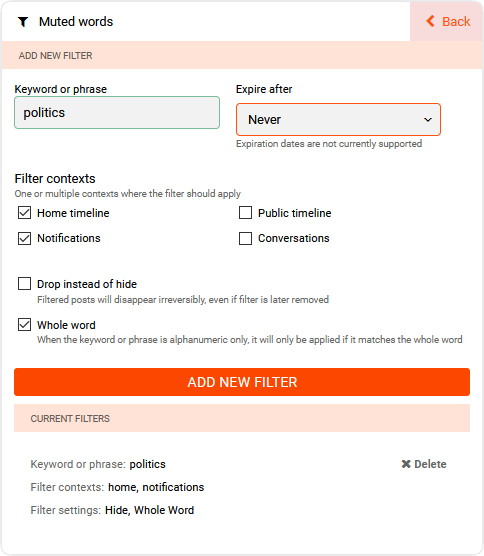 Muted words
Back
ADD NEW FILTER
Keyword or phrase
Expire after
politics
Never
Expiration dates are not currently supported
Filter contexts
One or multiple contexts where the filter should apply
Home timeline
Public timeline
Notifications
Conversations
Drop instead of hide
Filtered posts will disappear irreversibly, even if filter is later removed
Whole word
When the keyword or phrase is alphanumeric only, it will only be applied if it matches the whole word
ADD NEW FILTER
CURRENT FILTERS
Keyword or phrase: politics
Delete
Filter contexts: home, notifications
Filter settings: Hide, Whole Word